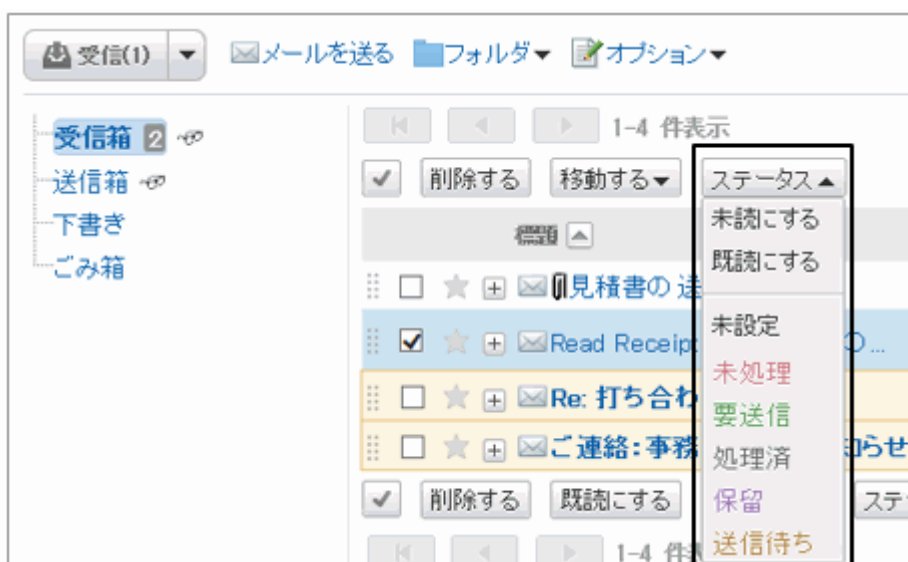 受信(1) メールを送る フォルダ オプション
受信箱 2
送信箱
下書き
ごみ箱
1-4 件表示
削除する 移動する ステータス
標題
未読にする
既読にする
未設定
未処理
要送信
処理済
保留
送信待ち
見積書の 送
Read Receip の ...
Re: 打ち合わ
ご連絡: 事務 らせ
削除する 既読にする ステ
1-4 件